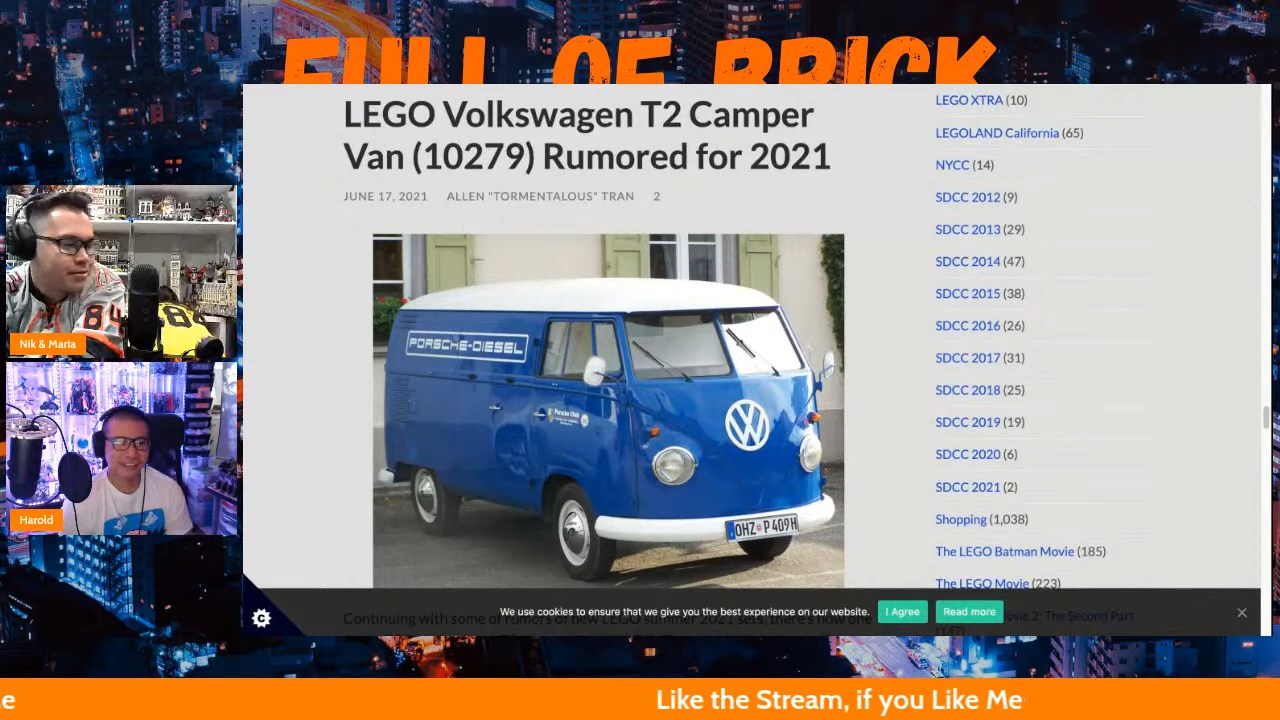 FULL OF BRICK
LEGO Volkswagen T2 Camper
Van (10279) Rumored for 2021
JUNE 17, 2021 ALLEN "TORMENTALOUS" TRAN 2
PORSCHE-DIESEL
Porsche Club
OHZ P 409H
Continuing with some of rumors of new LEGO summer 2021 sets, there's now one
LEGO XTRA (10)
LEGOLAND California (65)
NYCC (14)
SDCC 2012 (9)
SDCC 2013 (29)
SDCC 2014 (47)
SDCC 2015 (38)
SDCC 2016 (26)
SDCC 2017 (31)
SDCC 2018 (25)
SDCC 2019 (19)
SDCC 2020 (6)
SDCC 2021 (2)
Shopping (1,038)
The LEGO Batman Movie (185)
The LEGO Movie (223)
ovie 2: The Second Part
(147)
We use cookies to ensure that we give you the best experience on our website. I Agree Read more
84
84
Nik & Maria
Harold
e
Like the Stream, if you Like Me